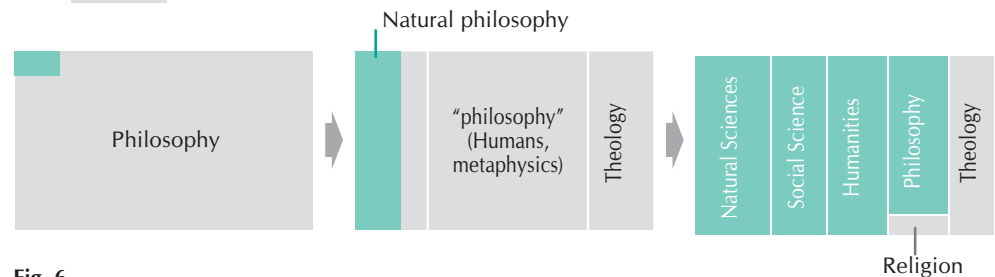 Natural philosophy
Philosophy
“philosophy”
(Humans,
metaphysics)
Theology
Natural Sciences
Social Science
Humanities
Philosophy
Theology
Religion
Fig. 6